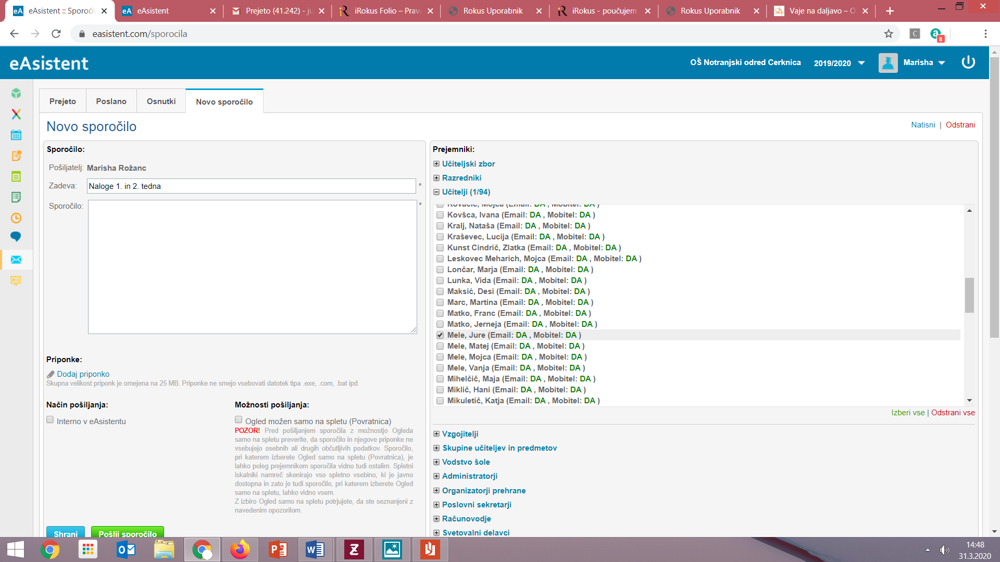 eAsistent :: Sporoči
eAsistent
Prejeto (41.242) - ju
iRokus Folio – Prava
Rokus Uporabnik
iRokus - poučujem
Rokus Uporabnik
Vaje na daljavo – O
easistent.com/sporocila
8
eAsistent
OŠ Notranjski odred Cerknica
2019/2020
Marisha
Prejeto
Poslano
Osnutki
Novo sporočilo
Novo sporočilo
Natisni | Odstrani
Sporočilo:
Pošiljatelj: Marisha Rožanc
Zadeva: Naloge 1. in 2. tedna *
Sporočilo: *
Priponke:
Dodaj priponko
Skupna velikost priponk je omejena na 25 MB. Priponke ne smejo vsebovati datotek tipa .exe, .com, .bat ipd.
Način pošiljanja:
Interno v eAsistentu
Možnosti pošiljanja:
Ogled možen samo na spletu (Povratnica)
POZOR! Pred pošiljanjem sporočila z možnostjo Ogleda
samo na spletu preverite, da sporočilo in njegove priponke ne
vsebujejo osebnih ali drugih občutljivih podatkov. Sporočilo,
pri katerem izberete Ogled samo na spletu (Povratnica), je
lahko poleg prejemnikom sporočila vidno tudi ostalim. Spletni
iskalniki namreč skenirajo vso spletno vsebino, ki je javno
dostopna in zato je tudi sporočilo, pri katerem izberete Ogled
samo na spletu, lahko vidno vsem.
Z izbiro Ogled samo na spletu potrjujete, da ste seznanjeni z
navedenim opozorilom.
Shrani
Pošlji sporočilo
Prejemniki:
Učiteljski zbor
Razredniki
Učitelji (1/94)
Kovačič, Mojca (Email: DA , Mobitel: DA )
Kovšca, Ivana (Email: DA , Mobitel: DA )
Kralj, Nataša (Email: DA , Mobitel: DA )
Kraševec, Lucija (Email: DA , Mobitel: DA )
Kunst Cindrič, Zlatka (Email: DA , Mobitel: DA )
Leskovec Meharich, Mojca (Email: DA , Mobitel: DA )
Lončar, Marja (Email: DA , Mobitel: DA )
Lunka, Vida (Email: DA , Mobitel: DA )
Maksić, Desi (Email: DA , Mobitel: DA )
Marc, Martina (Email: DA , Mobitel: DA )
Matko, Franc (Email: DA , Mobitel: DA )
Matko, Jerneja (Email: DA , Mobitel: DA )
Mele, Jure (Email: DA , Mobitel: DA )
Mele, Matej (Email: DA , Mobitel: DA )
Mele, Mojca (Email: DA , Mobitel: DA )
Mele, Vanja (Email: DA , Mobitel: DA )
Mihelčič, Maja (Email: DA , Mobitel: DA )
Miklič, Hani (Email: DA , Mobitel: DA )
Mikuletič, Katja (Email: DA , Mobitel: DA )
Izberi vse | Odstrani vse
Vzgojitelji
Skupine učiteljev in predmetov
Vodstvo šole
Administratorji
Organizatorji prehrane
Poslovni sekretarji
Računovodje
Svetovalni delavci
14:48
31.3.2020